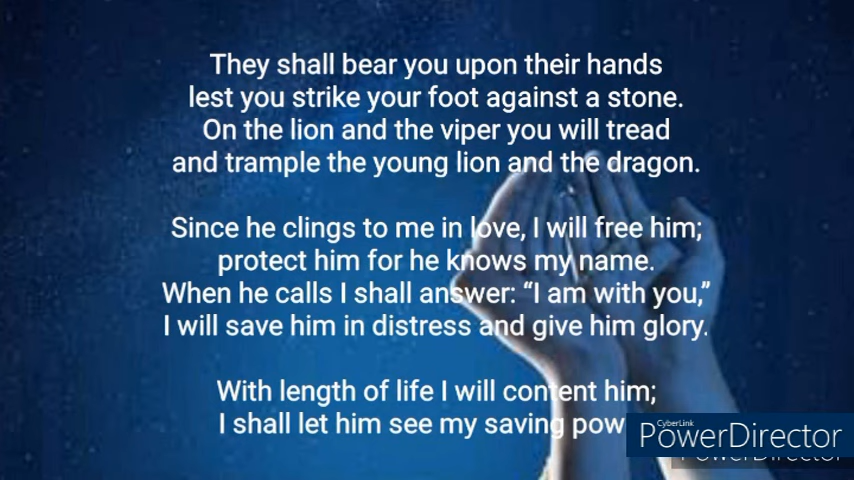 They shall bear you upon their hands
lest you strike your foot against a stone.
On the lion and the viper you will tread
and trample the young lion and the dragon.
Since he clings to me in love, I will free him;
protect him for he knows my name.
When he calls I shall answer: “I am with you,”
I will save him in distress and give him glory.
With length of life I will content him;
I shall let him see my saving pow
CyberLink
PowerDirector
PowerDirector